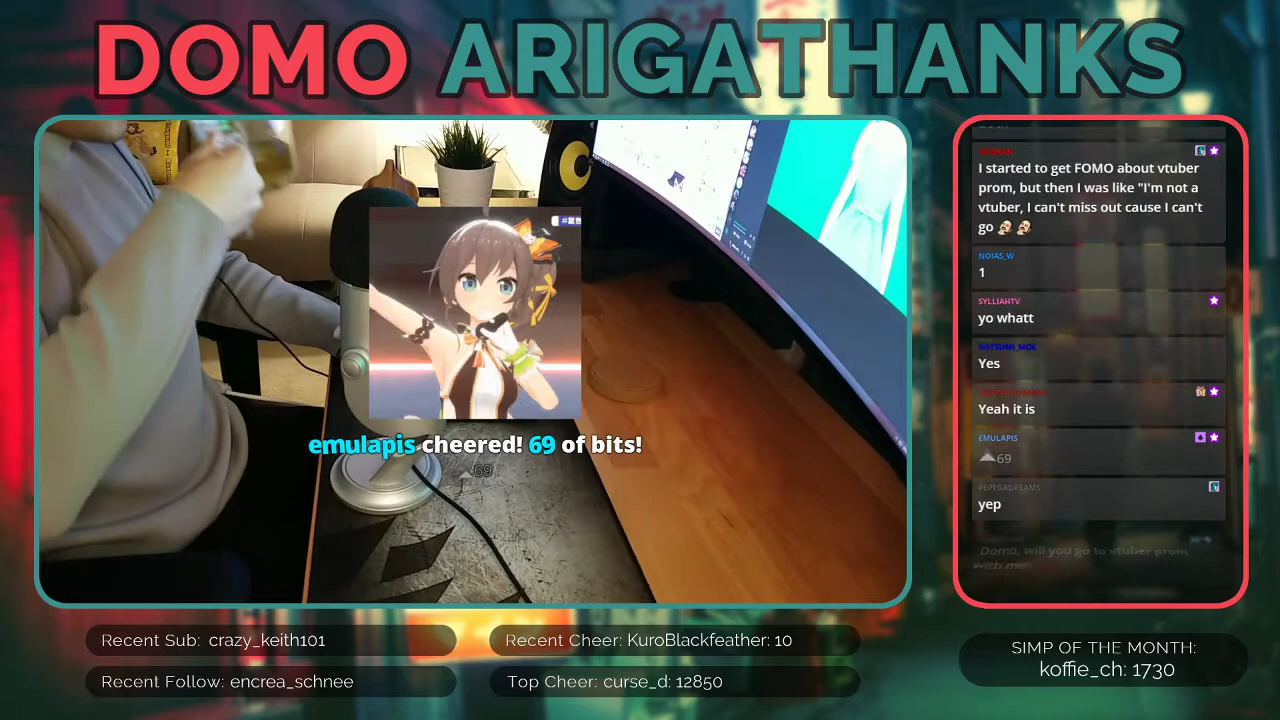 DOMO ARIGATHANKS
I started to get FOMO about vtuber
prom, but then I was like "I'm not a
vtuber, I can't miss out cause I can't
go
NOIAS_W
1
SYLLIAHTV
yo whatt
NATSUMI_MOE
Yes
Yeah it is
EMULAPIS
69
PEPEGADREAMS
yep
Domo, will you go to vtuber prom
with me
emulapis cheered! 69 of bits!
69
Recent Sub: crazy_keith101
Recent Cheer: KuroBlackfeather: 10
Recent Follow: encrea_schnee
Top Cheer: curse_d: 12850
SIMP OF THE MONTH:
koffie_ch: 1730